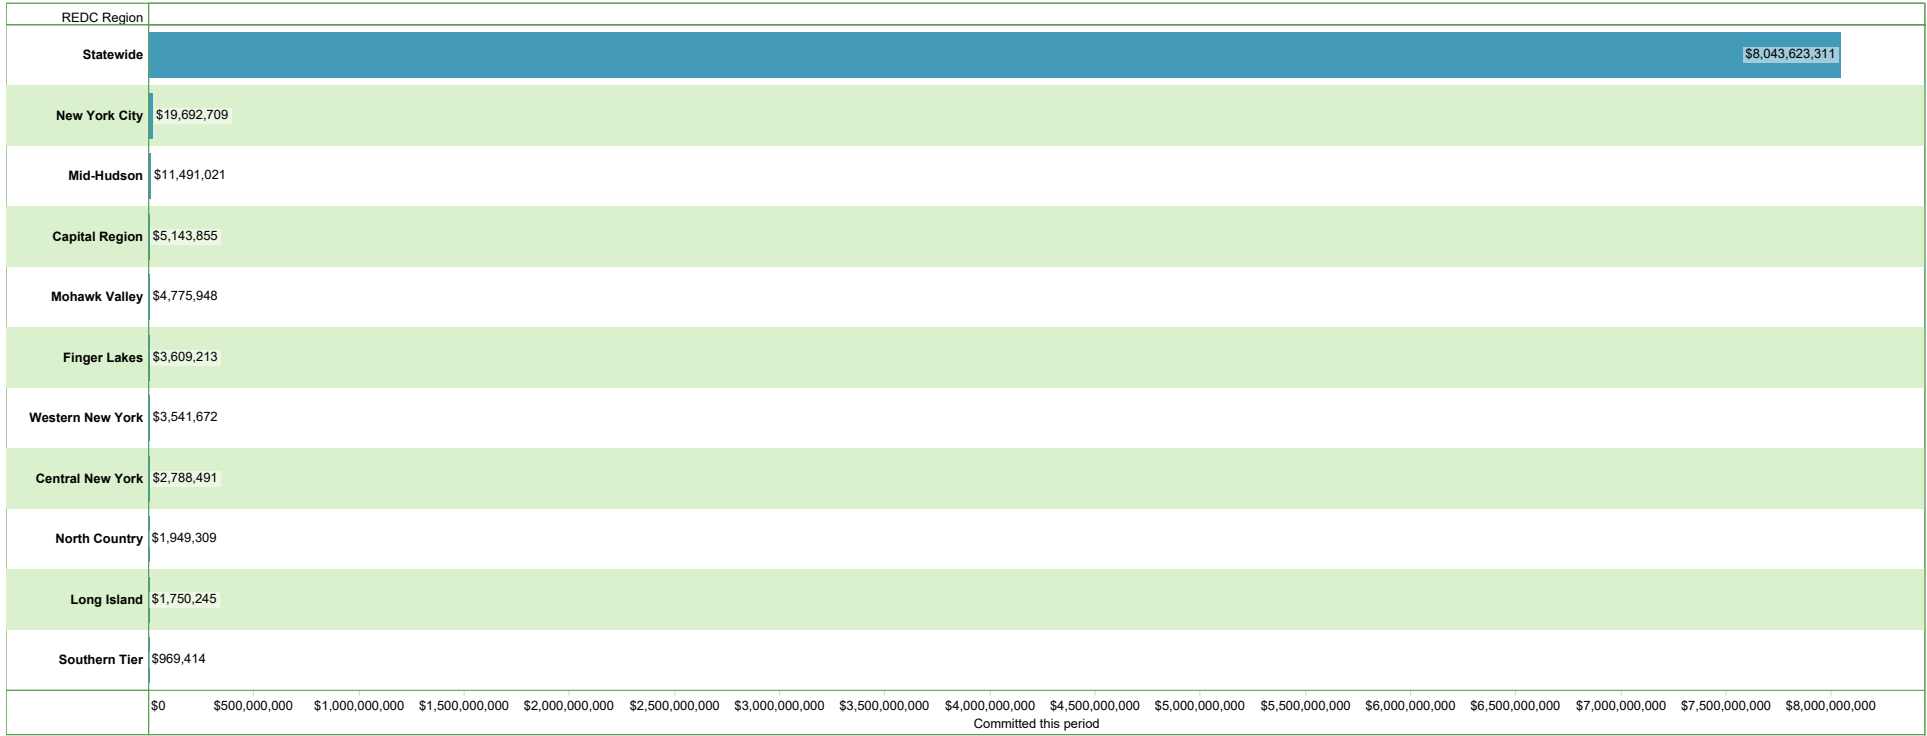 REDC Region
Statewide $8,043,623,311
New York City $19,692,709
Mid-Hudson $11,491,021
Capital Region $5,143,855
Mohawk Valley $4,775,948
Finger Lakes $3,609,213
Western New York $3,541,672
Central New York $2,788,491
North Country $1,949,309
Long Island $1,750,245
Southern Tier $969,414
$0 $500,000,000 $1,000,000,000 $1,500,000,000 $2,000,000,000 $2,500,000,000 $3,000,000,000 $3,500,000,000 $4,000,000,000 $4,500,000,000 $5,000,000,000 $5,500,000,000 $6,000,000,000 $6,500,000,000 $7,000,000,000 $7,500,000,000 $8,000,000,000
Committed this period